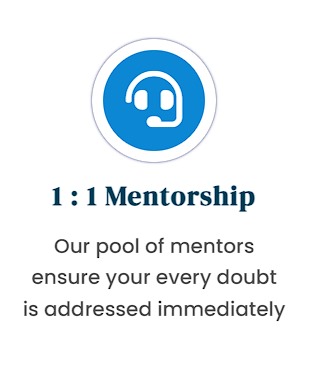 1 : 1 Mentorship
Our pool of mentors
ensure your every doubt
is addressed immediately